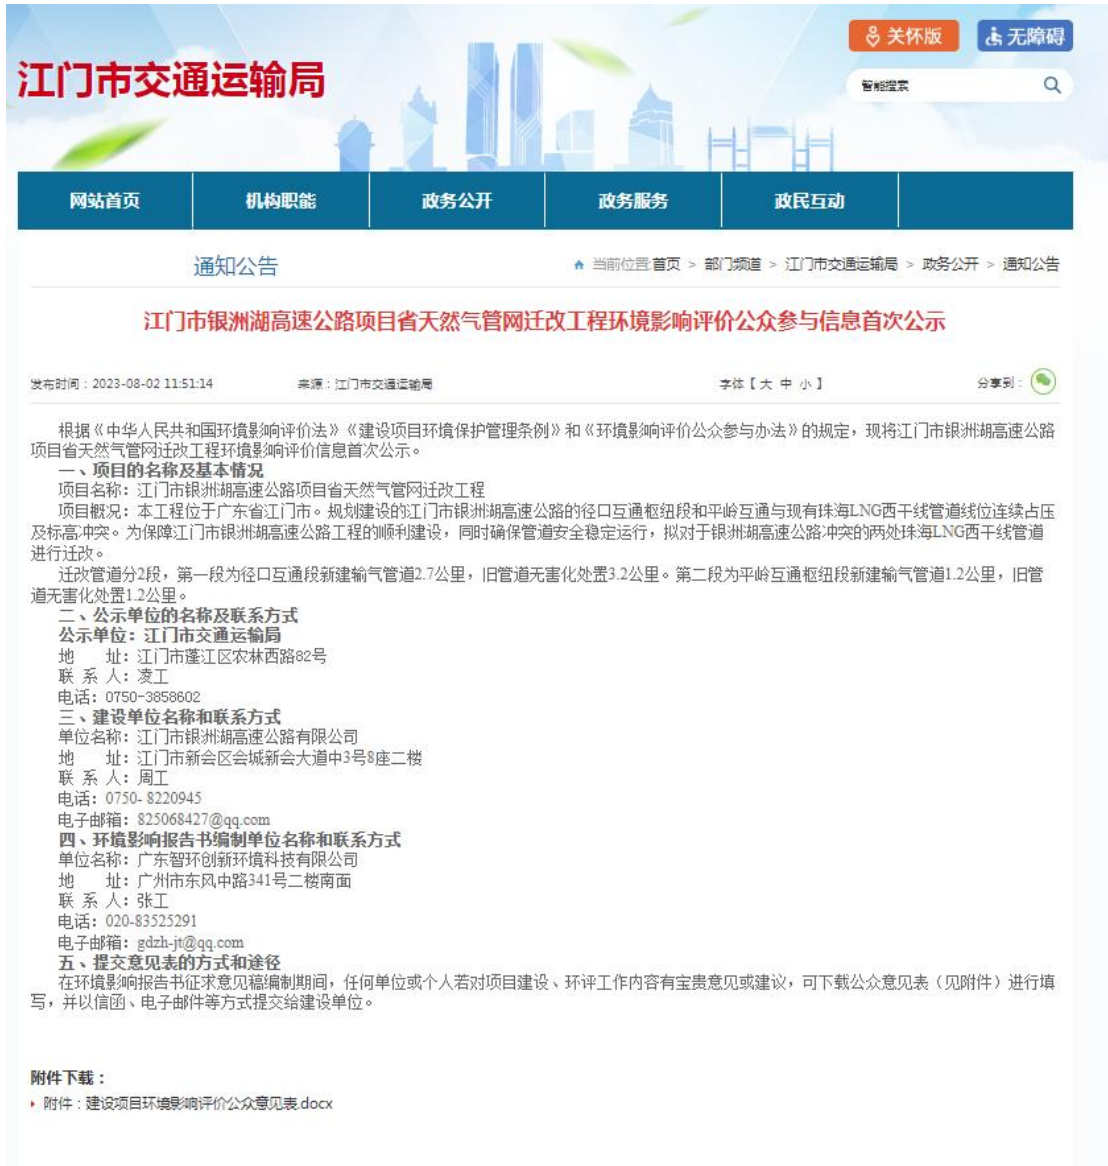 关怀版 无障碍
江门市交通运输局
智能搜索
网站首页 机构职能 政务公开 政务服务 政民互动
通知公告 当前位置:首页 > 部门频道 > 江门市交通运输局 > 政务公开 > 通知公告
江门市银洲湖高速公路项目省天然气管网迁改工程环境影响评价公众参与信息首次公示
发布时间：2023-08-02 11:51:14 来源：江门市交通运输局 字体【大 中 小】 分享到：
根据《中华人民共和国环境影响评价法》《建设项目环境保护管理条例》和《环境影响评价公众参与办法》的规定，现将江门市银洲湖高速公路
项目省天然气管网迁改工程环境影响评价信息首次公示。
一、项目的名称及基本情况
项目名称：江门市银洲湖高速公路项目省天然气管网迁改工程
项目概况：本工程位于广东省江门市。规划建设的江门市银洲湖高速公路的径口互通枢纽段和平岭互通与现有珠海LNG西干线管道线位连续占压
及标高冲突。为保障江门市银洲湖高速公路工程的顺利建设，同时确保管道安全稳定运行，拟对于银洲湖高速公路冲突的两处珠海LNG西干线管道
进行迁改。
迁改管道分2段，第一段为径口互通段新建输气管道2.7公里，旧管道无害化处置3.2公里。第二段为平岭互通枢纽段新建输气管道1.2公里，旧管
道无害化处置1.2公里。
二、公示单位的名称及联系方式
公示单位：江门市交通运输局
地 址：江门市蓬江区农林西路82号
联 系 人：凌工
电话：0750-3858602
三、建设单位名称和联系方式
单位名称：江门市银洲湖高速公路有限公司
地 址：江门市新会区会城新会大道中3号8座二楼
联 系 人：周工
电话：0750- 8220945
电子邮箱：825068427@qq.com
四、环境影响报告书编制单位名称和联系方式
单位名称：广东智环创新环境科技有限公司
地 址：广州市东风中路341号二楼南面
联 系 人：张工
电话：020-83525291
电子邮箱：gdzh-jt@qq.com
五、提交意见表的方式和途径
在环境影响报告书征求意见稿编制期间，任何单位或个人若对项目建设、环评工作内容有宝贵意见或建议，可下载公众意见表（见附件）进行填
写，并以信函、电子邮件等方式提交给建设单位。
附件下载：
附件：建设项目环境影响评价公众意见表.docx